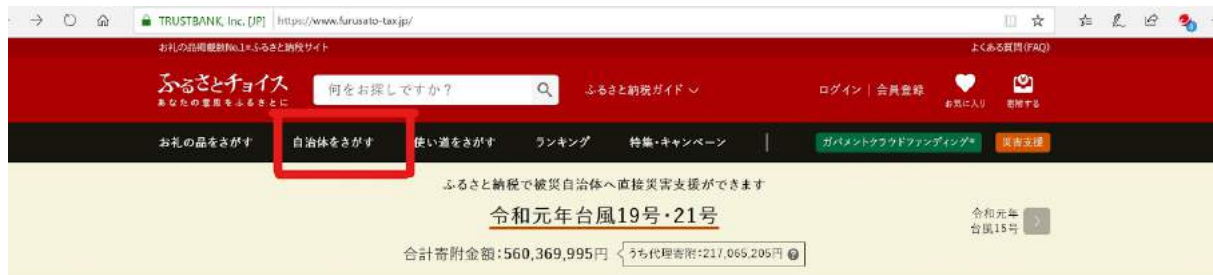 TRUSTBANK, Inc. [JP] https://www.furusato-tax.jp/
お礼の品掲載数No.1*ふるさと納税サイト よくある質問(FAQ)
ふるさとチョイス 何をお探しですか? ふるさと納税ガイド ログイン | 会員登録
あなたの意思をふるさとに お気に入り 寄附する
お礼の品をさがす 自治体をさがす 使い道をさがす ランキング 特集・キャンペーン | ガバメントクラウドファンディング® 災害支援
ふるさと納税で被災自治体へ直接災害支援ができます
令和元年台風19号・21号 令和元年
台風15号
合計寄附金額:560,369,995円 うち代理寄附:217,065,205円